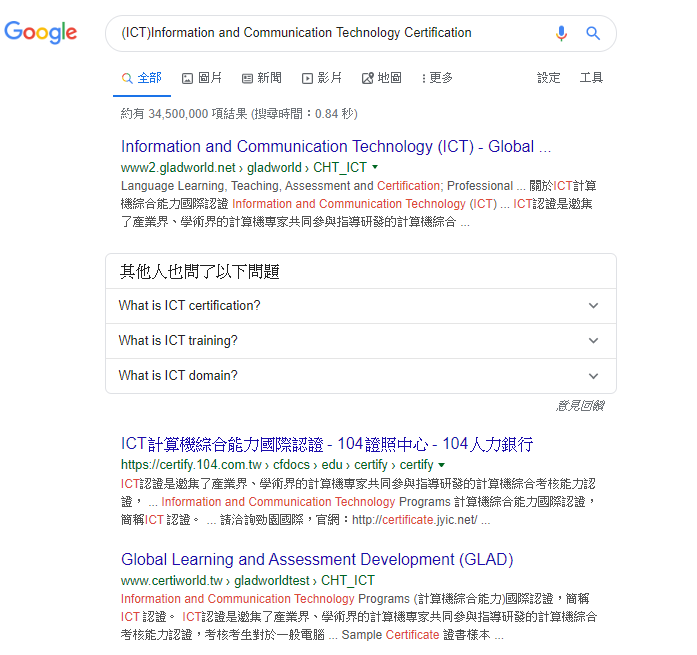 Google
(ICT)Information and Communication Technology Certification
全部 圖片 新聞 影片 地圖 更多 設定 工具
約有 34,500,000 項結果 (搜尋時間：0.84 秒)
Information and Communication Technology (ICT) - Global ...
www2.gladworld.net › gladworld › CHT_ICT
Language Learning, Teaching, Assessment and Certification; Professional ... 關於ICT計算
機綜合能力國際認證 Information and Communication Technology (ICT) ... ICT認證是邀集
了產業界、學術界的計算機專家共同參與指導研發的計算機綜合 ...
其他人也問了以下問題
What is ICT certification?
What is ICT training?
What is ICT domain?
意見回饋
ICT計算機綜合能力國際認證 - 104證照中心 - 104人力銀行
https://certify.104.com.tw › cfdocs › edu › certify › certify
ICT認證是邀集了產業界、學術界的計算機專家共同參與指導研發的計算機綜合考核能力認
證， ... Information and Communication Technology Programs 計算機綜合能力國際認證，
簡稱ICT 認證。 ... 請洽詢勁園國際，官網：http://certificate.jyic.net/ ...
Global Learning and Assessment Development (GLAD)
www.certiworld.tw › gladworldtest › CHT_ICT
Information and Communication Technology Programs (計算機綜合能力)國際認證，簡稱
ICT 認證。 ICT認證是邀集了產業界、學術界的計算機專家共同參與指導研發的計算機綜合
考核能力認證，考核考生對於一般電腦 ... Sample Certificate 證書樣本 ...